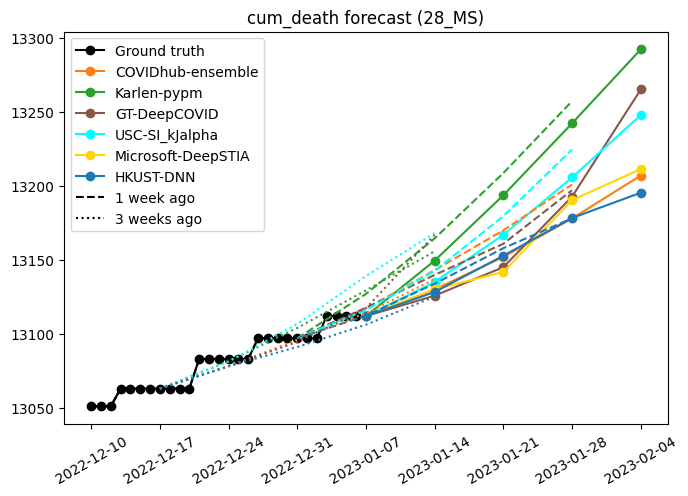 cum_death forecast (28_MS)
13300
13250
13200
13150
13100
13050
Ground truth
COVIDhub-ensemble
Karlen-pypm
GT-DeepCOVID
USC-SI_kJalpha
Microsoft-DeepSTIA
HKUST-DNN
1 week ago
3 weeks ago
2022-12-10
2022-12-17
2022-12-24
2022-12-31
2023-01-07
2023-01-14
2023-01-21
2023-01-28
2023-02-04